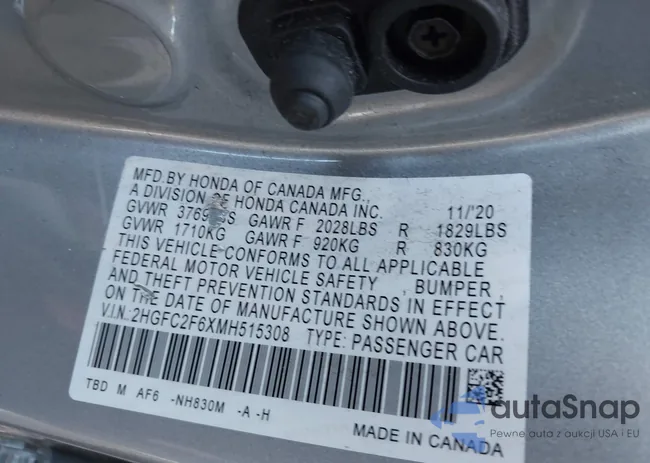 MFD.BY HONDA OF CANADA MFG.,
A DIVISION OF HONDA CANADA INC. 11/'20
GVWR 3769LBS GAWR F 2028LBS R 1829LBS
GVWR 1710KG GAWR F 920KG R 830KG
THIS VEHICLE CONFORMS TO ALL APPLICABLE
FEDERAL MOTOR VEHICLE SAFETY , BUMPER,
AND THEFT PREVENTION STANDARDS IN EFFECT
ON THE DATE OF MANUFACTURE SHOWN ABOVE.
V.I.N.:2HGFC2F6XMH515308 TYPE: PASSENGER CAR
TBD M AF6 -NH830M -A -H
MADE IN CANADA
autaSnap
Pewne auta z aukcji USA i EU